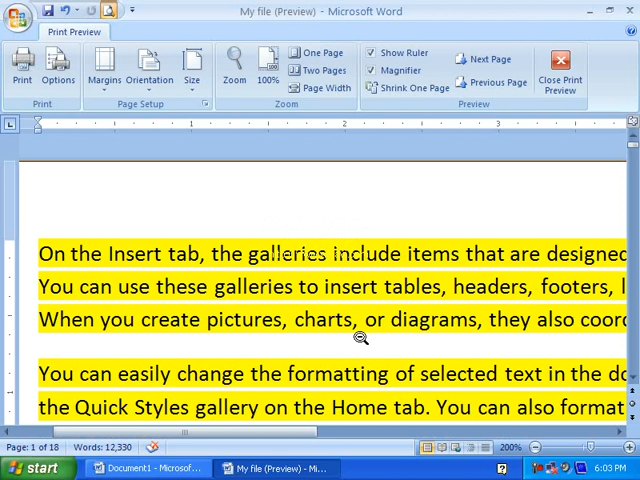 My file (Preview) - Microsoft Word
Print Preview
Print
Options
Margins
Orientation
Size
Zoom
100%
One Page
Two Pages
Page Width
Show Ruler
Magnifier
Shrink One Page
Next Page
Previous Page
Close Print
Preview
Print
Page Setup
Zoom
Preview
1 2 3
On the Insert tab, the galleries include items that are designed
You can use these galleries to insert tables, headers, footers, l
When you create pictures, charts, or diagrams, they also coord
You can easily change the formatting of selected text in the do
the Quick Styles gallery on the Home tab. You can also format
Page: 1 of 18
Words: 12,330
200%
start
Document1 - Microsof...
My file (Preview) - Mi...
6:03 PM